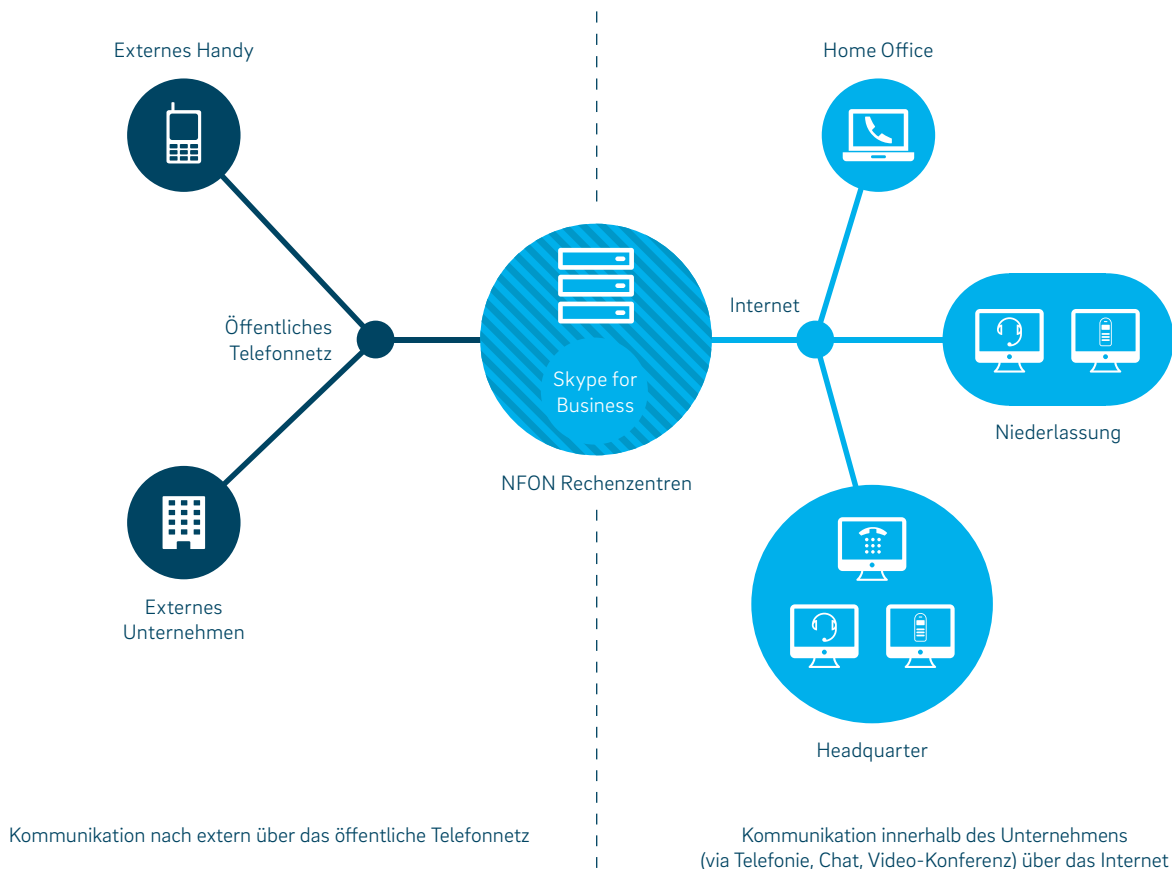 Externes Handy
Home Office
Öffentliches
Telefonnetz
Internet
Skype for
Business
Niederlassung
NFON Rechenzentren
Externes
Unternehmen
Headquarter
Kommunikation nach extern über das öffentliche Telefonnetz
Kommunikation innerhalb des Unternehmens
(via Telefonie, Chat, Video-Konferenz) über das Internet